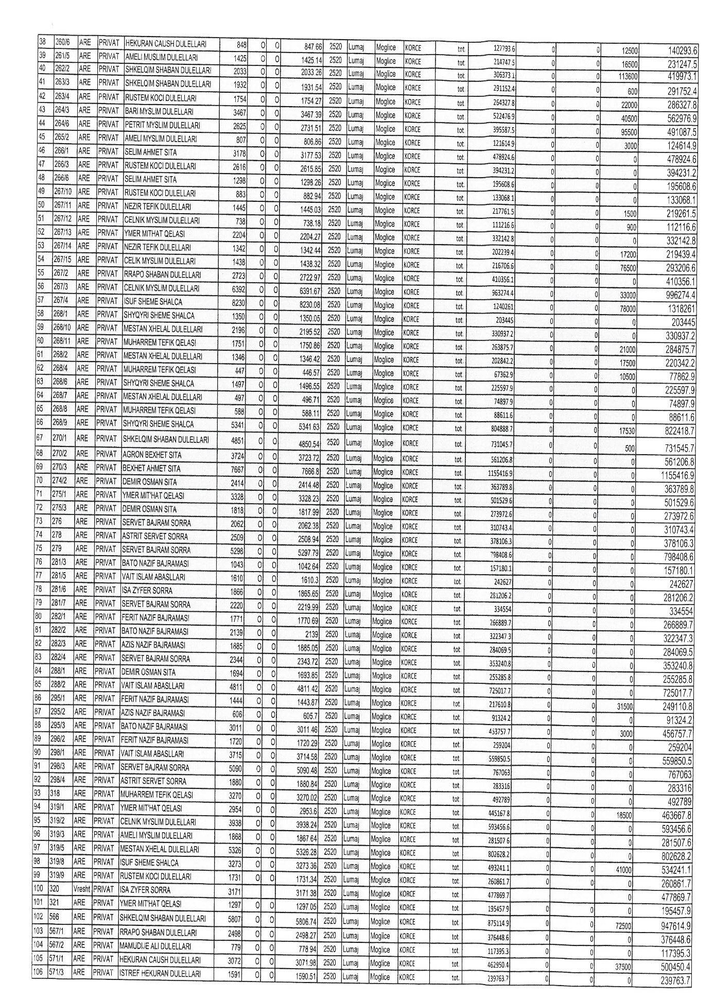 38 260/6 ARE PRIVAT HEKURAN CAUSH DULELLARI 848 0 0 847.66 2520 Lumaj Moglice KORCE tot. 127793.6 0 0 12500 140293.6
39 261/5 ARE PRIVAT AMELI MUSLIM DULELLARI 1425 0 0 1425.14 2520 Lumaj Moglice KORCE tot. 214747.5 0 0 16500 231247.5
40 262/2 ARE PRIVAT SHKELQIM SHABAN DULELLARI 2033 0 0 2033.26 2520 Lumaj Moglice KORCE tot. 306373.1 0 0 113600 419973.1
41 263/3 ARE PRIVAT SHKELQIM SHABAN DULELLARI 1932 0 0 1931.54 2520 Lumaj Moglice KORCE tot. 291152.4 0 0 600 291752.4
42 263/4 ARE PRIVAT RUSTEM KOCI DULELLARI 1754 0 0 1754.27 2520 Lumaj Moglice KORCE tot. 264327.8 0 0 22000 286327.8
43 264/3 ARE PRIVAT BARI MYSLIM DULELLARI 3467 0 0 3467.39 2520 Lumaj Moglice KORCE tot. 522476.9 0 0 40500 562976.9
44 264/6 ARE PRIVAT PETRIT MYSLIM DULELLARI 2625 0 0 2731.51 2520 Lumaj Moglice KORCE tot. 395587.5 0 0 95500 491087.5
45 265/2 ARE PRIVAT AMELI MYSLIM DULELLARI 807 0 0 806.86 2520 Lumaj Moglice KORCE tot. 121614.9 0 0 3000 124614.9
46 266/1 ARE PRIVAT SELIM AHMET SITA 3178 0 0 3177.53 2520 Lumaj Moglice KORCE tot. 478924.6 0 0 0 478924.6
47 266/3 ARE PRIVAT RUSTEM KOCI DULELLARI 2616 0 0 2615.85 2520 Lumaj Moglice KORCE tot. 394231.2 0 0 0 394231.2
48 266/6 ARE PRIVAT SELIM AHMET SITA 1298 0 0 1298.26 2520 Lumaj Moglice KORCE tot. 195608.6 0 0 0 195608.6
49 267/10 ARE PRIVAT RUSTEM KOCI DULELLARI 883 0 0 882.94 2520 Lumaj Moglice KORCE tot. 133068.1 0 0 0 133068.1
50 267/11 ARE PRIVAT NEZIR TEFIK DULELLARI 1445 0 0 1445.03 2520 Lumaj Moglice KORCE tot. 217761.5 0 0 1500 219261.5
51 267/12 ARE PRIVAT CELNIK MYSLIM DULELLARI 738 0 0 738.18 2520 Lumaj Moglice KORCE tot. 111216.6 0 0 900 112116.6
52 267/13 ARE PRIVAT YMER MITHAT QELASI 2204 0 0 2204.27 2520 Lumaj Moglice KORCE tot. 332142.8 0 0 0 332142.8
53 267/14 ARE PRIVAT NEZIR TEFIK DULELLARI 1342 0 0 1342.44 2520 Lumaj Moglice KORCE tot. 202239.4 0 0 17200 219439.4
54 267/15 ARE PRIVAT CELIK MYSLIM DULELLARI 1438 0 0 1438.32 2520 Lumaj Moglice KORCE tot. 216706.6 0 0 76500 293206.6
55 267/2 ARE PRIVAT RRAPO SHABAN DULELLARI 2723 0 0 2722.97 2520 Lumaj Moglice KORCE tot. 410356.1 0 0 0 410356.1
56 267/3 ARE PRIVAT CELNIK MYSLIM DULELLARI 6392 0 0 6391.67 2520 Lumaj Moglice KORCE tot. 963274.4 0 0 33000 996274.4
57 267/4 ARE PRIVAT ISUF SHEME SHALCA 8230 0 0 8230.08 2520 Lumaj Moglice KORCE tot. 1240261 0 0 78000 1318261
58 268/1 ARE PRIVAT SHYQYRI SHEME SHALCA 1350 0 0 1350.05 2520 Lumaj Moglice KORCE tot. 203445 0 0 0 203445
59 268/10 ARE PRIVAT MESTAN XHELAL DULELLARI 2196 0 0 2195.52 2520 Lumaj Moglice KORCE tot. 330937.2 0 0 0 330937.2
60 268/11 ARE PRIVAT MUHARREM TEFIK QELASI 1751 0 0 1750.86 2520 Lumaj Moglice KORCE tot. 263875.7 0 0 21000 284875.7
61 268/2 ARE PRIVAT MESTAN XHELAL DULELLARI 1346 0 0 1346.42 2520 Lumaj Moglice KORCE tot. 202842.2 0 0 17500 220342.2
62 268/4 ARE PRIVAT MUHARREM TEFIK QELASI 447 0 0 446.57 2520 Lumaj Moglice KORCE tot. 67362.9 0 0 10500 77862.9
63 268/6 ARE PRIVAT SHYQYRI SHEME SHALCA 1497 0 0 1496.55 2520 Lumaj Moglice KORCE tot. 225597.9 0 0 0 225597.9
64 268/7 ARE PRIVAT MESTAN XHELAL DULELLARI 497 0 0 496.71 2520 Lumaj Moglice KORCE tot. 74897.9 0 0 0 74897.9
65 268/8 ARE PRIVAT MUHARREM TEFIK QELASI 588 0 0 588.11 2520 Lumaj Moglice KORCE tot. 88611.6 0 0 0 88611.6
66 268/9 ARE PRIVAT SHYQYRI SHEME SHALCA 5341 0 0 5341.63 2520 Lumaj Moglice KORCE tot. 804888.7 0 0 17530 822418.7
67 270/1 ARE PRIVAT SHKELQIM SHABAN DULELLARI 4851 0 0 4850.54 2520 Lumaj Moglice KORCE tot. 731045.7 0 0 500 731545.7
68 270/2 ARE PRIVAT AGRON BEXHET SITA 3724 0 0 3723.72 2520 Lumaj Moglice KORCE tot. 561206.8 0 0 0 561206.8
69 270/3 ARE PRIVAT BEXHET AHMET SITA 7667 0 0 7666.8 2520 Lumaj Moglice KORCE tot. 1155416.9 0 0 0 1155416.9
70 274/2 ARE PRIVAT DEMIR OSMAN SITA 2414 0 0 2414.48 2520 Lumaj Moglice KORCE tot. 363789.8 0 0 0 363789.8
71 275/1 ARE PRIVAT YMER MIT'HAT QELASI 3328 0 0 3328.23 2520 Lumaj Moglice KORCE tot. 501529.6 0 0 0 501529.6
72 275/3 ARE PRIVAT DEMIR OSMAN SITA 1818 0 0 1817.99 2520 Lumaj Moglice KORCE tot. 273972.6 0 0 0 273972.6
73 276 ARE PRIVAT SERVET BAJRAM SORRA 2062 0 0 2062.38 2520 Lumaj Moglice KORCE tot. 310743.4 0 0 0 310743.4
74 278 ARE PRIVAT ASTRIT SERVET SORRA 2509 0 0 2508.94 2520 Lumaj Moglice KORCE tot. 378106.3 0 0 0 378106.3
75 279 ARE PRIVAT SERVET BAJRAM SORRA 5298 0 0 5297.79 2520 Lumaj Moglice KORCE tot. 798408.6 0 0 0 798408.6
76 281/3 ARE PRIVAT BATO NAZIF BAJRAMASI 1043 0 0 1042.64 2520 Lumaj Moglice KORCE tot. 157180.1 0 0 0 157180.1
77 281/5 ARE PRIVAT VAIT ISLAM ABASLLARI 1610 0 0 1610.3 2520 Lumaj Moglice KORCE tot. 242627 0 0 0 242627
78 281/6 ARE PRIVAT ISA ZYFER SORRA 1866 0 0 1865.65 2520 Lumaj Moglice KORCE tot. 281206.2 0 0 0 281206.2
79 281/7 ARE PRIVAT SERVET BAJRAM SORRA 2220 0 0 2219.99 2520 Lumaj Moglice KORCE tot. 334554 0 0 0 334554
80 282/1 ARE PRIVAT FERIT NAZIF BAJRAMASI 1771 0 0 1770.69 2520 Lumaj Moglice KORCE tot. 266889.7 0 0 0 266889.7
81 282/2 ARE PRIVAT BATO NAZIF BAJRAMASI 2139 0 0 2139 2520 Lumaj Moglice KORCE tot. 322347.3 0 0 0 322347.3
82 282/3 ARE PRIVAT AZIS NAZIF BAJRAMASI 1885 0 0 1885.05 2520 Lumaj Moglice KORCE tot. 284069.5 0 0 0 284069.5
83 282/4 ARE PRIVAT SERVET BAJRAM SORRA 2344 0 0 2343.72 2520 Lumaj Moglice KORCE tot. 353240.8 0 0 0 353240.8
84 288/1 ARE PRIVAT DEMIR OSMAN SITA 1694 0 0 1693.85 2520 Lumaj Moglice KORCE tot. 255285.8 0 0 0 255285.8
85 288/2 ARE PRIVAT VAIT ISLAM ABASLLARI 4811 0 0 4811.42 2520 Lumaj Moglice KORCE tot. 725017.7 0 0 0 725017.7
86 295/1 ARE PRIVAT FERIT NAZIF BAJRAMASI 1444 0 0 1443.87 2520 Lumaj Moglice KORCE tot. 217610.8 0 0 31500 249110.8
87 295/2 ARE PRIVAT AZIS NAZIF BAJRAMASI 606 0 0 605.7 2520 Lumaj Moglice KORCE tot. 91324.2 0 0 0 91324.2
88 295/3 ARE PRIVAT BATO NAZIF BAJRAMASI 3011 0 0 3011.46 2520 Lumaj Moglice KORCE tot. 453757.7 0 0 3000 456757.7
89 296/2 ARE PRIVAT FERIT NAZIF BAJRAMASI 1720 0 0 1720.29 2520 Lumaj Moglice KORCE tot. 259204 0 0 0 259204
90 298/1 ARE PRIVAT VAIT ISLAM ABASLLARI 3715 0 0 3714.58 2520 Lumaj Moglice KORCE tot. 559850.5 0 0 0 559850.5
91 298/3 ARE PRIVAT SERVET BAJRAM SORRA 5090 0 0 5090.48 2520 Lumaj Moglice KORCE tot. 767063 0 0 0 767063
92 298/4 ARE PRIVAT ASTRIT SERVET SORRA 1880 0 0 1880.84 2520 Lumaj Moglice KORCE tot. 283316 0 0 0 283316
93 318 ARE PRIVAT MUHARREM TEFIK QELASI 3270 0 0 3270.02 2520 Lumaj Moglice KORCE tot. 492789 0 0 0 492789
94 319/1 ARE PRIVAT YMER MIT'HAT QELASI 2954 0 0 2953.6 2520 Lumaj Moglice KORCE tot. 445167.8 0 0 18500 463667.8
95 319/2 ARE PRIVAT CELNIK MYSLIM DULELLARI 3938 0 0 3938.24 2520 Lumaj Moglice KORCE tot. 593456.6 0 0 0 593456.6
96 319/3 ARE PRIVAT AMELI MYSLIM DULELLARI 1868 0 0 1867.64 2520 Lumaj Moglice KORCE tot. 281507.6 0 0 0 281507.6
97 319/5 ARE PRIVAT MESTAN XHELAL DULELLARI 5326 0 0 5326.28 2520 Lumaj Moglice KORCE tot. 802628.2 0 0 0 802628.2
98 319/8 ARE PRIVAT ISUF SHEME SHALCA 3273 0 0 3273.36 2520 Lumaj Moglice KORCE tot. 493241.1 0 0 41000 534241.1
99 319/9 ARE PRIVAT RUSTEM KOCI DULELLARI 1731 0 0 1731.34 2520 Lumaj Moglice KORCE tot. 260861.7 0 0 0 260861.7
100 320 Vresht PRIVAT ISA ZYFER SORRA 3171 3171.38 2520 Lumaj Moglice KORCE tot. 477869.7 0 477869.7
101 321 ARE PRIVAT YMER MIT'HAT QELASI 1297 0 0 1297.05 2520 Lumaj Moglice KORCE tot. 195457.9 0 0 0 195457.9
102 566 ARE PRIVAT SHKELQIM SHABAN DULELLARI 5807 0 0 5806.74 2520 Lumaj Moglice KORCE tot. 875114.9 0 0 72500 947614.9
103 567/1 ARE PRIVAT RRAPO SHABAN DULELLARI 2498 0 0 2498.27 2520 Lumaj Moglice KORCE tot. 376448.6 0 0 0 376448.6
104 567/2 ARE PRIVAT MAMUDIJE ALI DULELLARI 779 0 0 778.94 2520 Lumaj Moglice KORCE tot. 117395.3 0 0 0 117395.3
105 571/1 ARE PRIVAT HEKURAN CAUSH DULELLARI 3072 0 0 3071.98 2520 Lumaj Moglice KORCE tot. 462950.4 0 0 37500 500450.4
106 571/3 ARE PRIVAT ISTREF HEKURAN DULELLARI 1591 0 0 1590.51 2520 Lumaj Moglice KORCE tot. 239763.7 0 0 0 239763.7